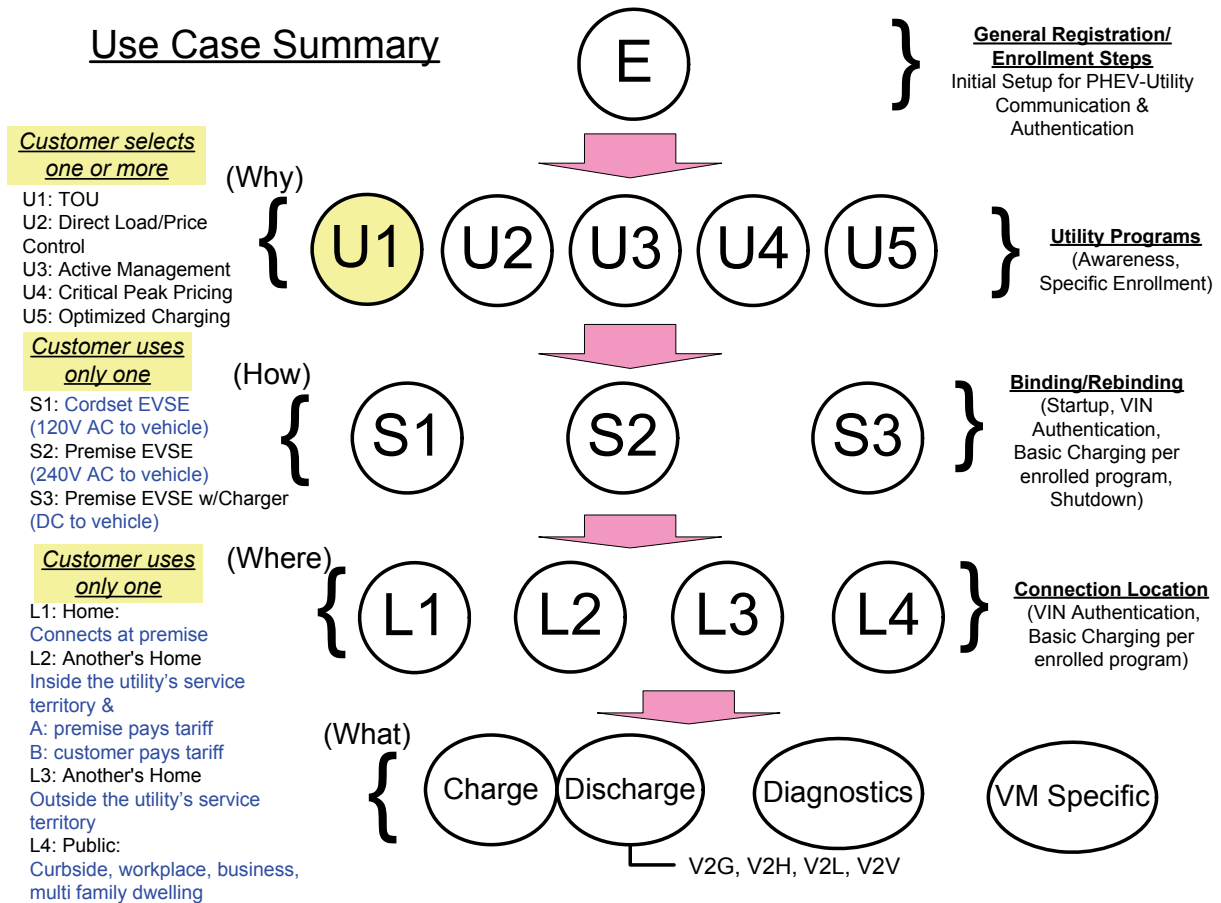 Use Case Summary
E
General Registration/
Enrollment Steps
Initial Setup for PHEV-Utility
Communication &
Authentication
Customer selects
one or more
(Why)
U1: TOU
U2: Direct Load/Price
Control
U3: Active Management
U4: Critical Peak Pricing
U5: Optimized Charging
{
U1
U2
U3
U4
U5
}
Utility Programs
(Awareness,
Specific Enrollment)
Customer uses
only one
(How)
S1: Cordset EVSE
(120V AC to vehicle)
S2: Premise EVSE
(240V AC to vehicle)
S3: Premise EVSE w/Charger
(DC to vehicle)
{
S1
S2
S3
}
Binding/Rebinding
(Startup, VIN
Authentication,
Basic Charging per
enrolled program,
Shutdown)
Customer uses
only one
(Where)
L1: Home:
Connects at premise
L2: Another's Home
Inside the utility's service
territory &
A: premise pays tariff
B: customer pays tariff
L3: Another's Home
Outside the utility's service
territory
L4: Public:
Curbside, workplace, business,
multi family dwelling
{
L1
L2
L3
L4
}
Connection Location
(VIN Authentication,
Basic Charging per
enrolled program)
(What)
{
Charge
Discharge
Diagnostics
VM Specific
V2G, V2H, V2L, V2V